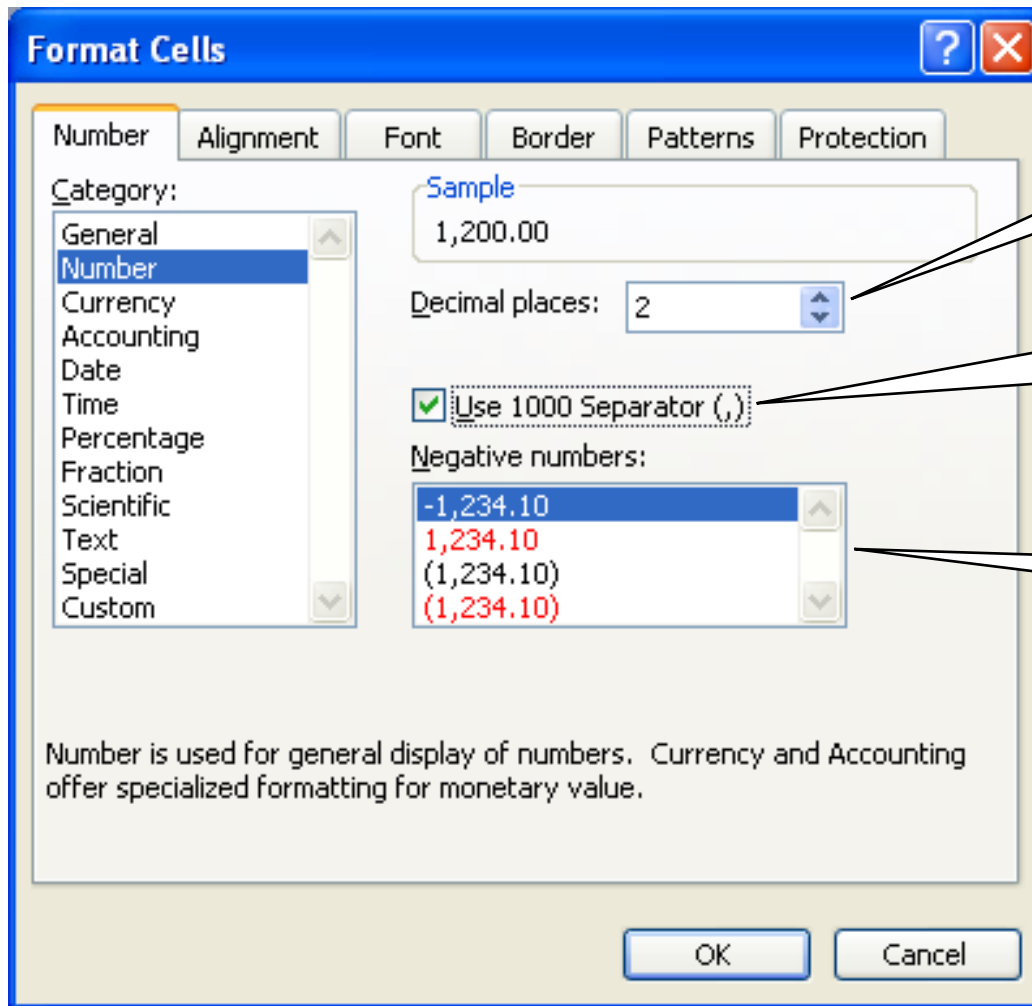 Format Cells
Number Alignment Font Border Patterns Protection
Category:
General
Number
Currency
Accounting
Date
Time
Percentage
Fraction
Scientific
Text
Special
Custom
Sample
1,200.00
Decimal places: 2
Use 1000 Separator (,)
Negative numbers:
-1,234.10
1,234.10
(1,234.10)
(1,234.10)
Number is used for general display of numbers. Currency and Accounting
offer specialized formatting for monetary value.
OK Cancel